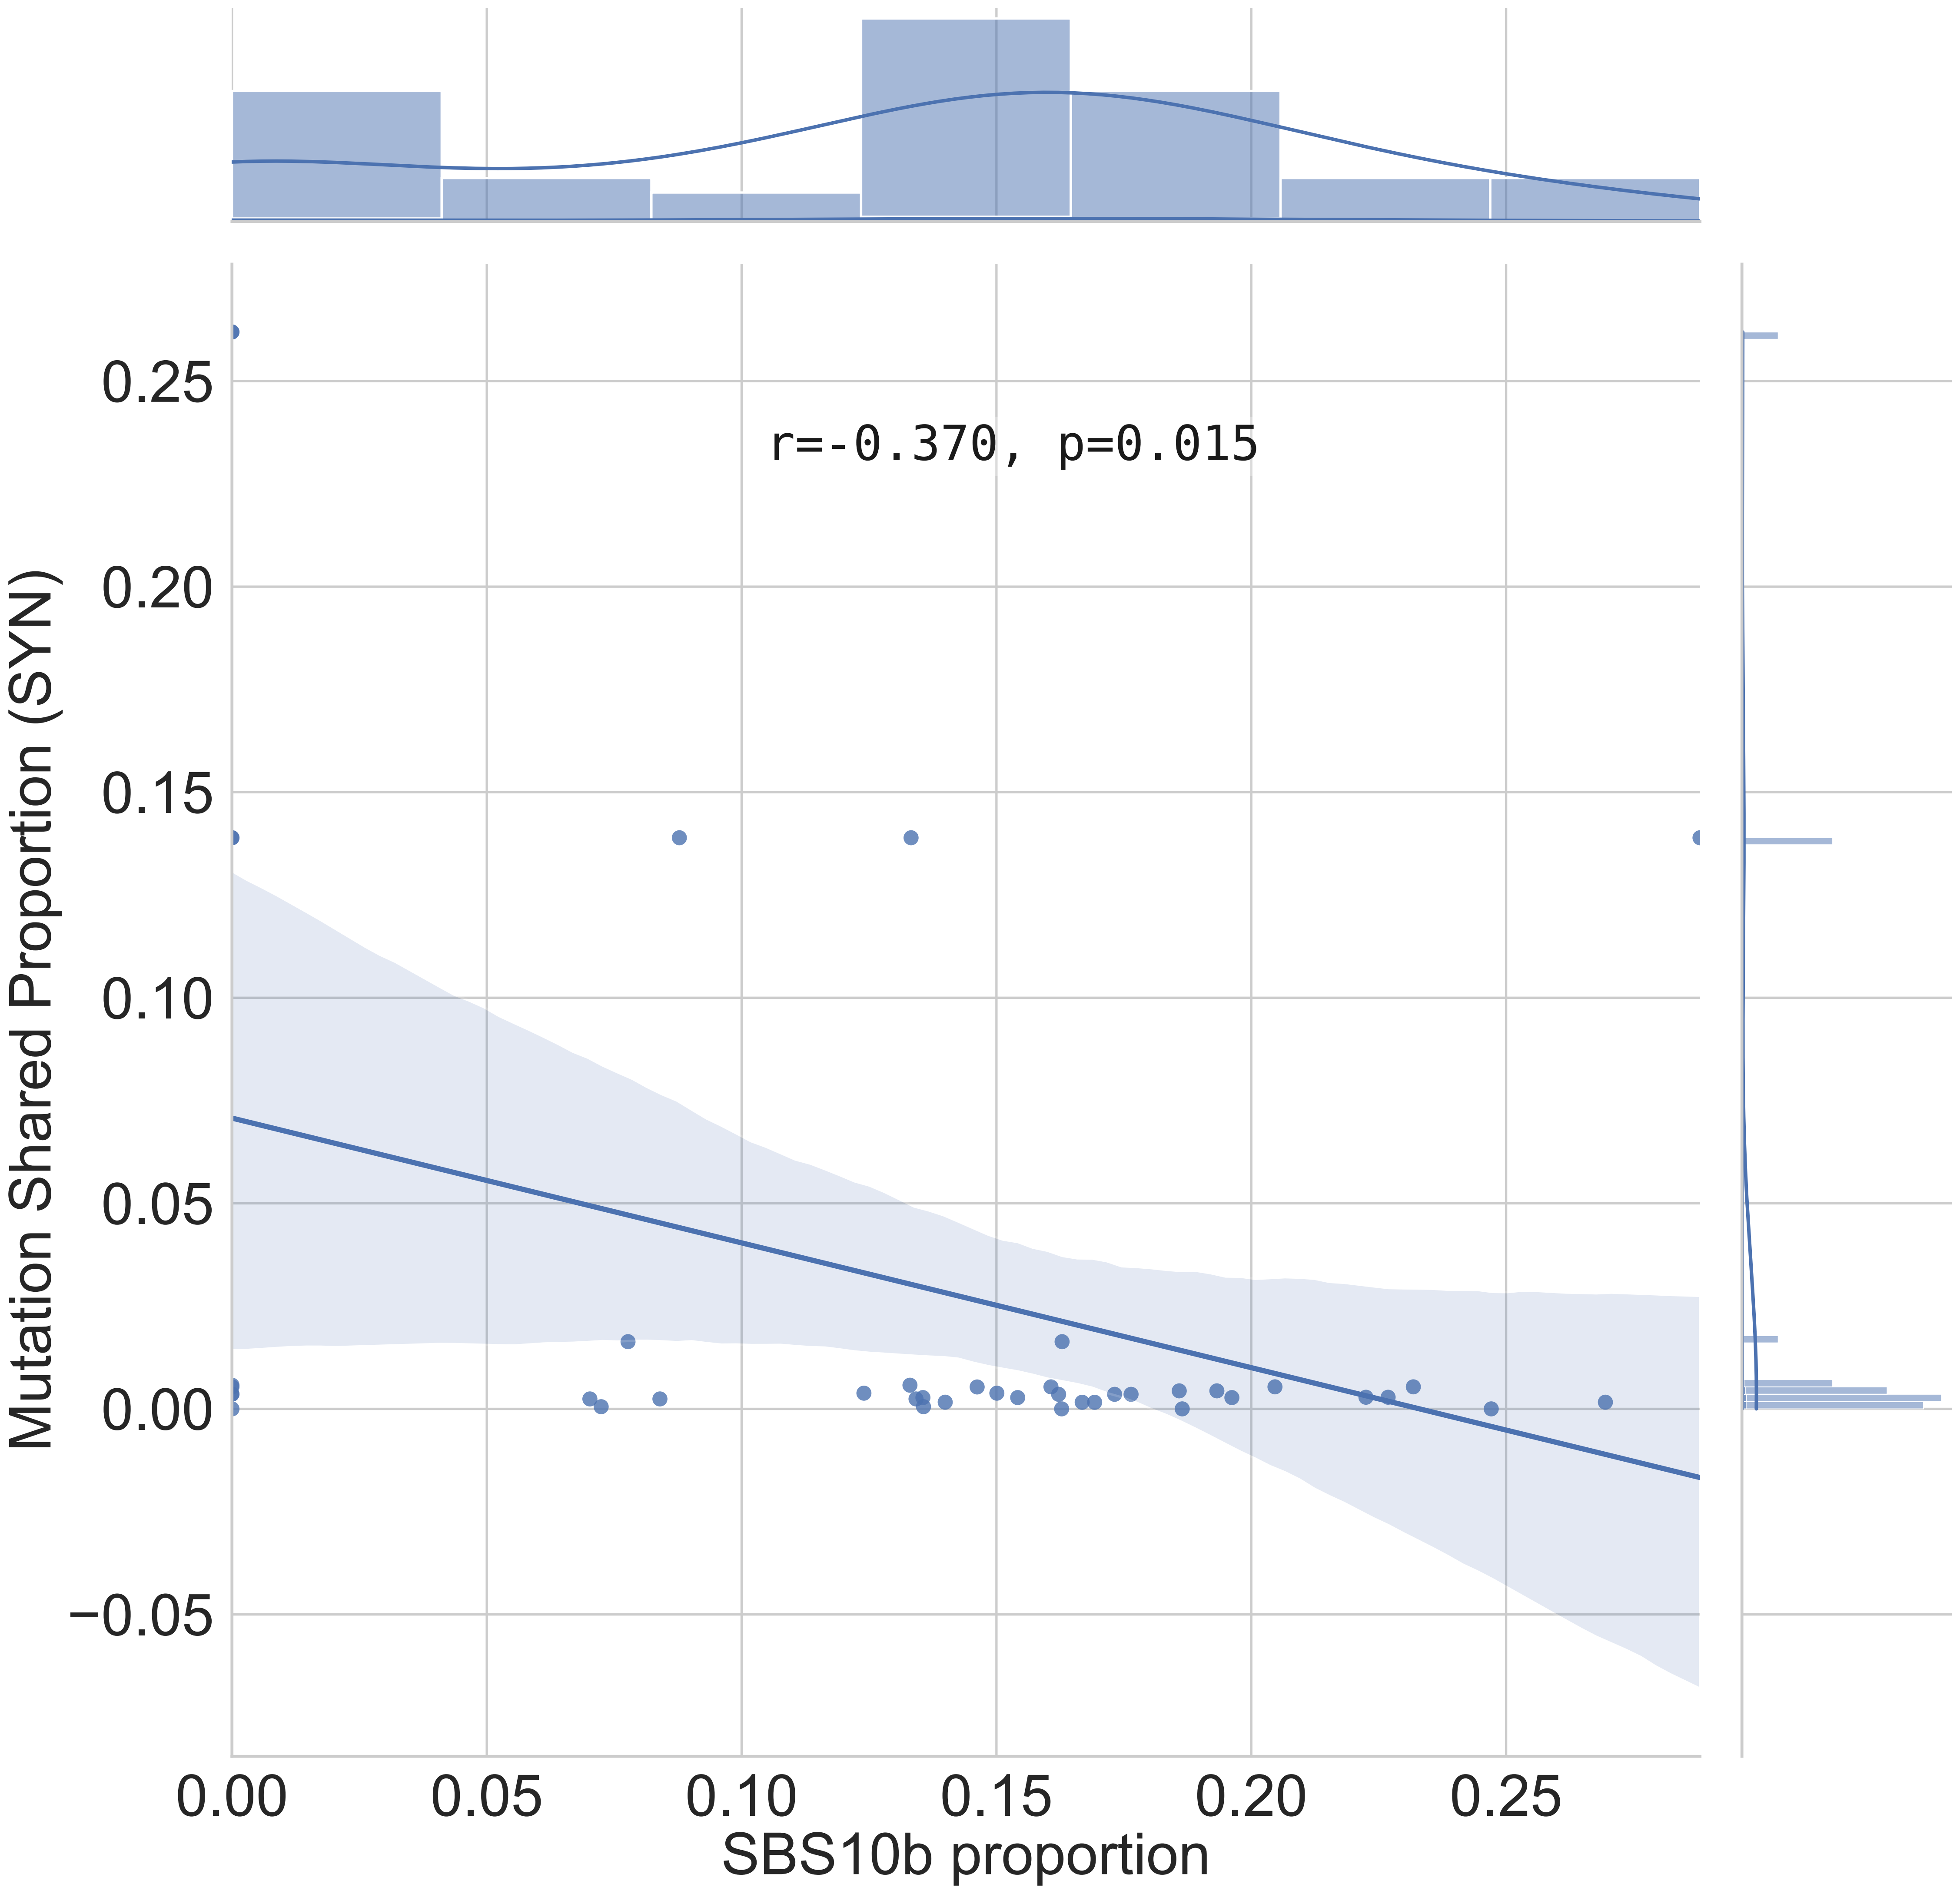 r=-0.370, p=0.015
Mutation Shared Proportion (SYN)
0.25
0.20
0.15
0.10
0.05
0.00
−0.05
0.00 0.05 0.10 0.15 0.20 0.25
SBS10b proportion